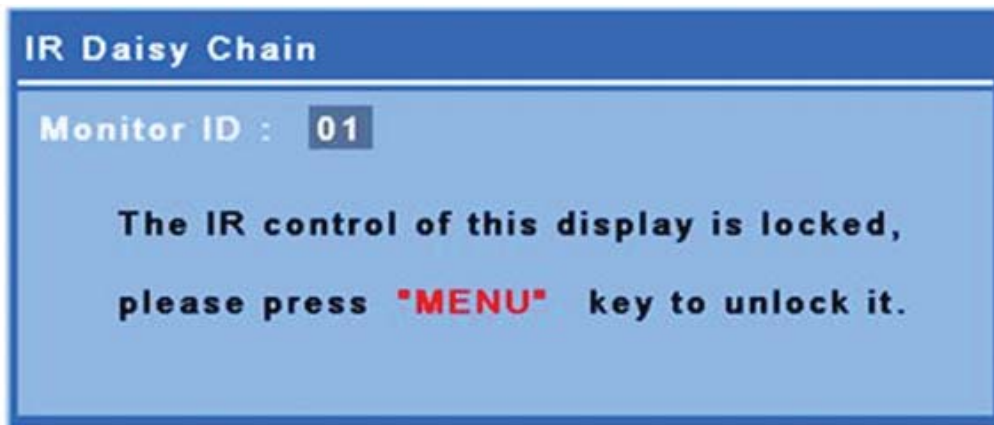 IR Daisy Chain
Monitor ID : 01
The IR control of this display is locked,
please press "MENU" key to unlock it.